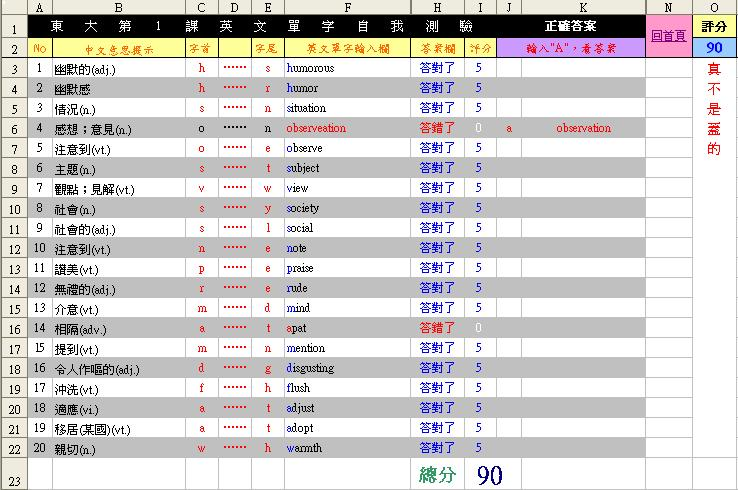 A B C D E F H I J K N O
1 東大第1課英文單字自我測驗 正確答案 回首頁 評分
2 No 中文意思提示 字首 字尾 英文單字輸入欄 答案欄 評分 輸入"A"，看答案 90
3 1 幽默的(adj.) h ······ s humorous 答對了 5 真
4 2 幽默感 h ······ r humor 答對了 5 不
5 3 情況(n.) s ······ n situation 答對了 5 是
6 4 感想；意見(n.) o ······ n observeation 答錯了 0 a observation 蓋
7 5 注意到(vt.) o ······ e observe 答對了 5 的
8 6 主題(n.) s ······ t subject 答對了 5
9 7 觀點；見解(vt.) v ······ w view 答對了 5
10 8 社會(n.) s ······ y society 答對了 5
11 9 社會的(adj.) s ······ l social 答對了 5
12 10 注意到(vt.) n ······ e note 答對了 5
13 11 讚美(vt.) p ······ e praise 答對了 5
14 12 無禮的(adj.) r ······ e rude 答對了 5
15 13 介意(vt.) m ······ d mind 答對了 5
16 14 相隔(adv.) a ······ t apat 答錯了 0
17 15 提到(vt.) m ······ n mention 答對了 5
18 16 令人作嘔的(adj.) d ······ g disgusting 答對了 5
19 17 沖洗(vt.) f ······ h flush 答對了 5
20 18 適應(vi.) a ······ t adjust 答對了 5
21 19 移居(某國)(vt.) a ······ t adopt 答對了 5
22 20 親切(n.) w ······ h warmth 答對了 5
23 總分 90